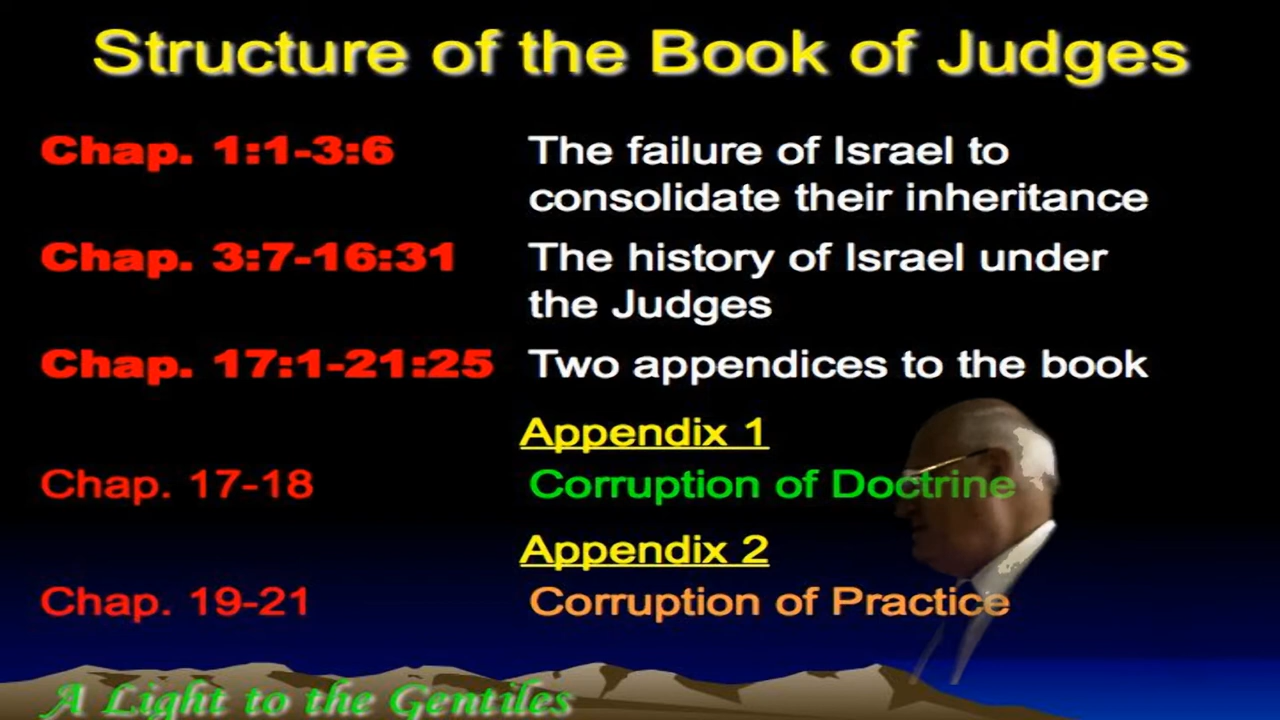 Structure of the Book of Judges
Chap. 1:1-3:6 The failure of Israel to
consolidate their inheritance
Chap. 3:7-16:31 The history of Israel under
the Judges
Chap. 17:1-21:25 Two appendices to the book
Appendix 1
Chap. 17-18 Corruption of Doctrine
Appendix 2
Chap. 19-21 Corruption of Practice
A Light to the Gentiles